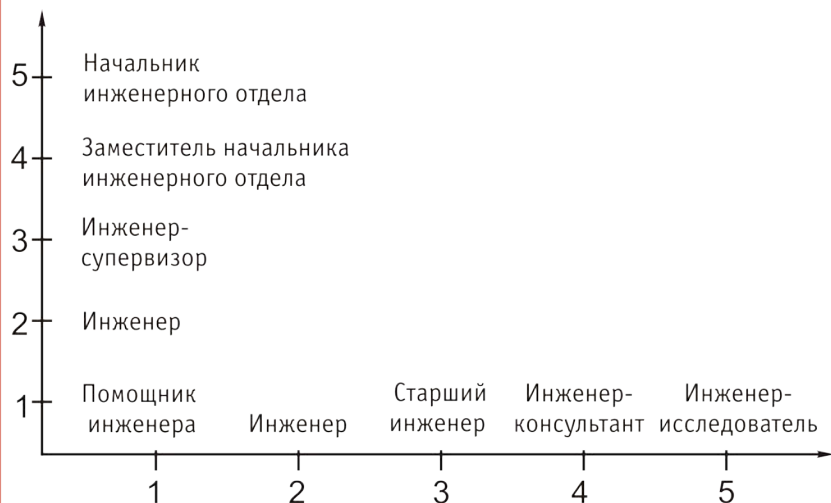 5
Начальник
инженерного отдела
4
Заместитель начальника
инженерного отдела
3
Инженер-
супервизор
2
Инженер
1
Помощник
инженера
Инженер
Старший
инженер
Инженер-
консультант
Инженер-
исследователь
1 2 3 4 5